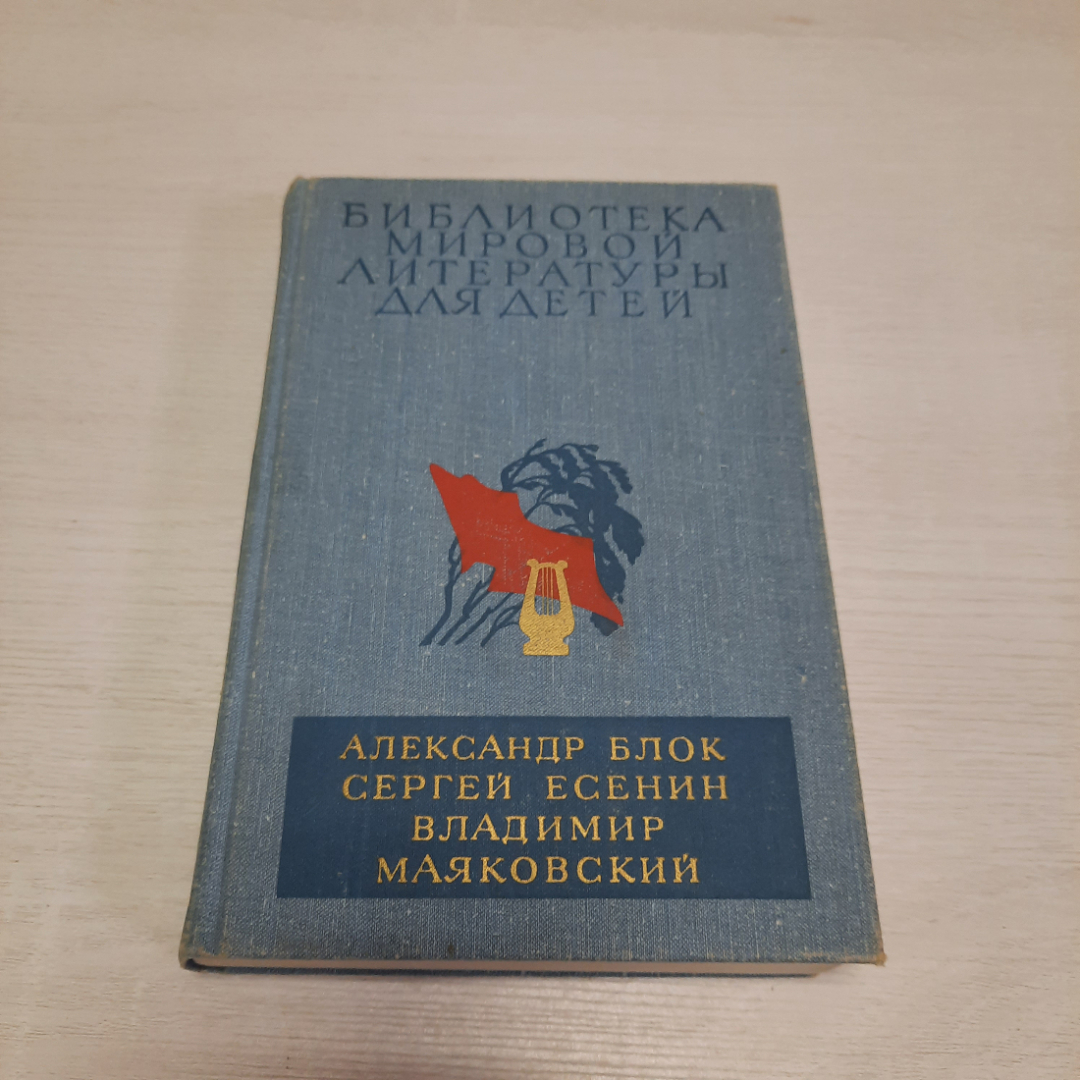 БИБЛИОТЕКА
МИРОВОЙ
ЛИТЕРАТУРЫ
ДЛЯ ДЕТЕЙ
АЛЕКСАНДР БЛОК
СЕРГЕЙ ЕСЕНИН
ВЛАДИМИР
МАЯКОВСКИЙ